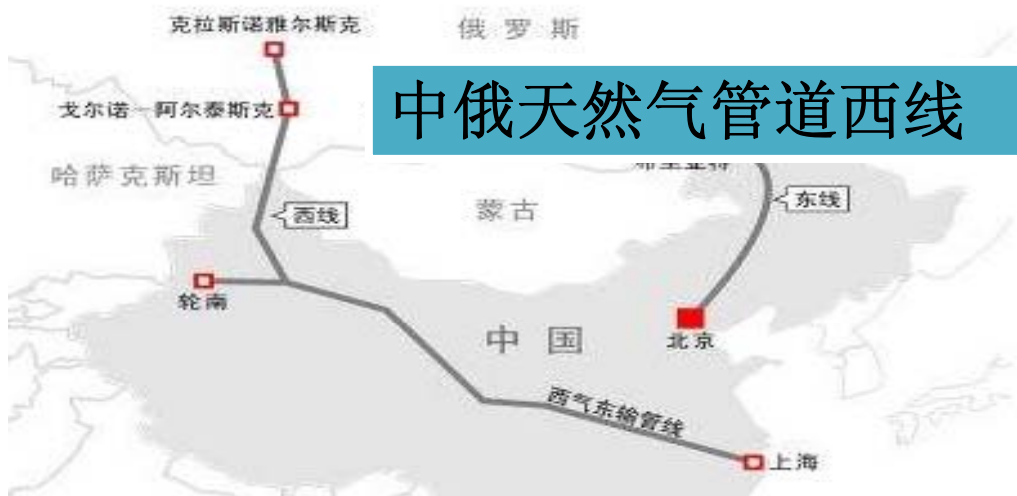 克拉斯诺雅尔斯克
俄罗斯
中俄天然气管道西线
戈尔诺-阿尔泰斯克
哈萨克斯坦
蒙古
西线
东线
轮南
中国
北京
西气东输管线
上海